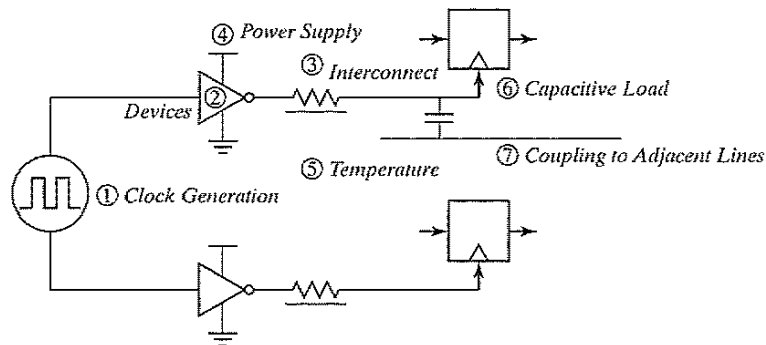 ④ Power Supply
③ Interconnect
② Devices
⑥ Capacitive Load
⑦ Coupling to Adjacent Lines
⑤ Temperature
① Clock Generation